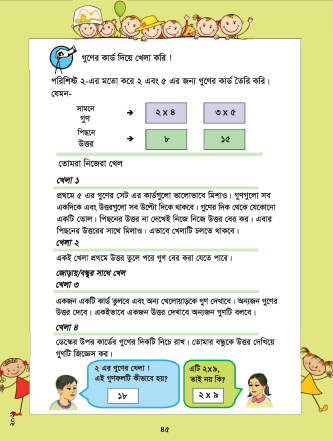 গুণের কার্ড দিয়ে খেলা করি !
পরিশিষ্ট ২-এর মতো করে ২ এবং ৫ এর জন্য গুণের কার্ড তৈরি করি।
যেমন-
সামনে
গুণ
২ x ৪
৩ x ৫
পিছনে
উত্তর
৮
১৫
তোমরা নিজেরা খেল
খেলা ১
প্রথমে ৫ এর গুণের সেট এর কার্ডগুলো ভালোভাবে মিশাও। গুণগুলো সব
একদিকে এবং উত্তরগুলো সব উল্টো দিকে থাকবে। গুণের দিক থেকে যেকোনো
একটি তোল। পিছনের উত্তর না দেখেই নিজে নিজে উত্তর বের কর। এবার
পিছনের উত্তরের সাথে মিলাও। এভাবে খেলাটি চলতে থাকবে।
খেলা ২
একই খেলা প্রথমে উত্তর তুলে পরে গুণ বের করা যেতে পারে।
জোড়ায়/বন্ধুর সাথে খেল
খেলা ৩
একজন একটি কার্ড তুলবে এবং অন্য খেলোয়াড়কে গুণ দেখাবে। অন্যজন গুণের
উত্তর দেবে। একইভাবে একজন উত্তর দেখাবে অন্যজন গুণটি বলবে।
খেলা ৪
ডেস্কের উপর কার্ডের গুণের দিকটি নিচে রাখ। তোমার বন্ধুকে উত্তর দেখিয়ে
গুণটি জিজ্ঞেস কর।
২ এর গুণের খেলা !
এই গুণফলটি কীভাবে হয়?
১৮
এটি ২x৯,
তাই নয় কি?
২ x ৯
৪৫